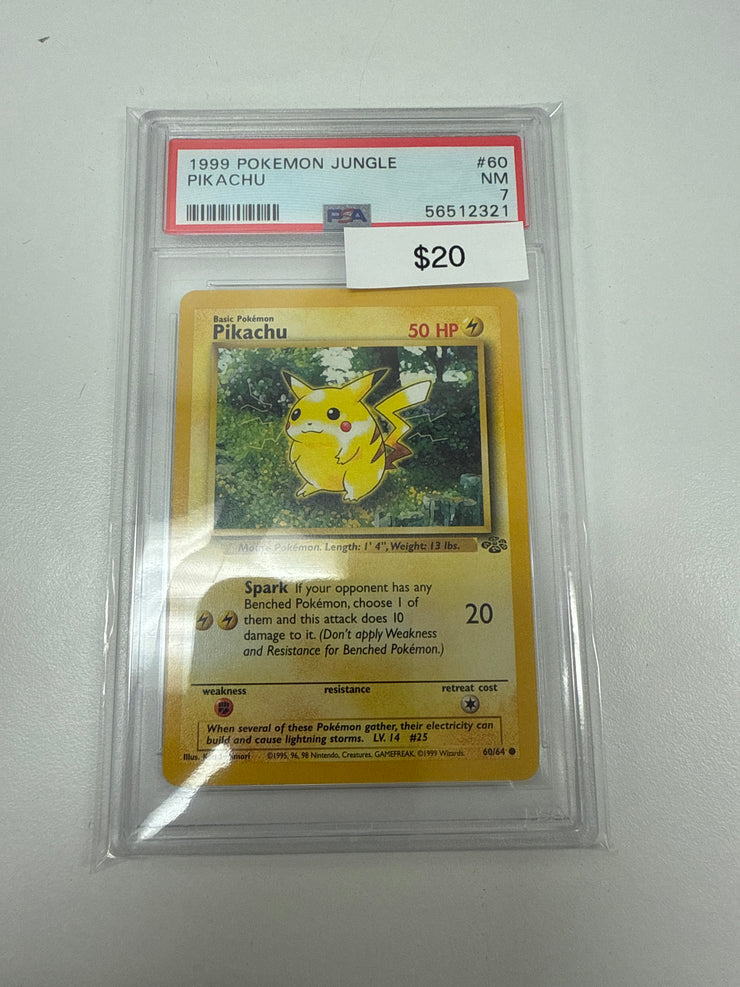 1999 POKEMON JUNGLE #60
PIKACHU NM
7
PSA 56512321
$20
Basic Pokémon
Pikachu 50 HP
Pokémon. Length: 1' 4", Weight: 13 lbs.
Spark If your opponent has any
Benched Pokémon, choose 1 of
them and this attack does 10
damage to it. (Don't apply Weakness
and Resistance for Benched Pokémon.)
20
weakness resistance retreat cost
When several of these Pokémon gather, their electricity can
build and cause lightning storms. LV. 14 #25
Illus. ©1995, 96, 98 Nintendo, Creatures, GAMEFREAK. ©1999 Wizards. 60/64